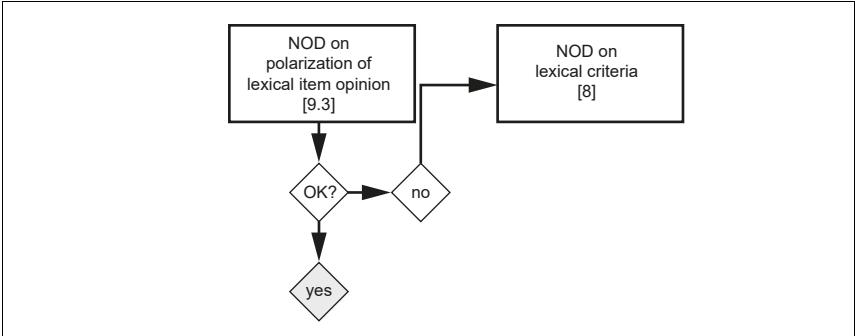 NOD on
polarization of
lexical item opinion
[9.3]
NOD on
lexical criteria
[8]
OK?
no
yes